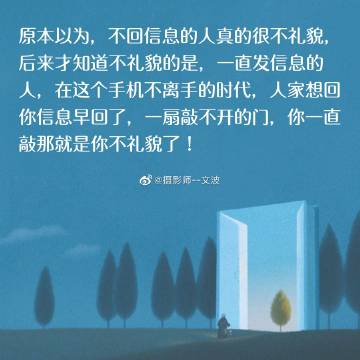 原本以为，不回信息的人真的很不礼貌，
后来才知道不礼貌的是，一直发信息的
人，在这个手机不离手的时代，人家想回
你信息早回了，一扇敲不开的门，你一直
敲那就是你不礼貌了！
@摄影师--文波